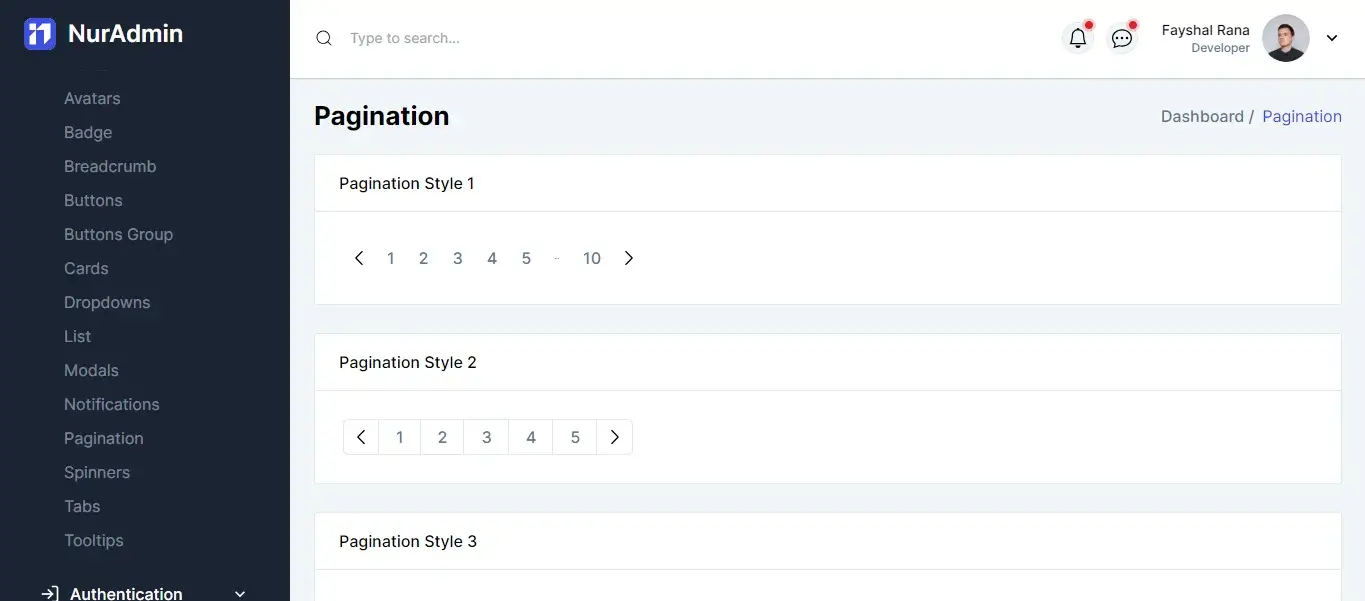 NurAdmin
Avatars
Badge
Breadcrumb
Buttons
Buttons Group
Cards
Dropdowns
List
Modals
Notifications
Pagination
Spinners
Tabs
Tooltips
Authentication
Type to search...
Fayshal Rana
Developer
Pagination
Dashboard / Pagination
Pagination Style 1
1 2 3 4 5 ... 10
Pagination Style 2
1 2 3 4 5
Pagination Style 3